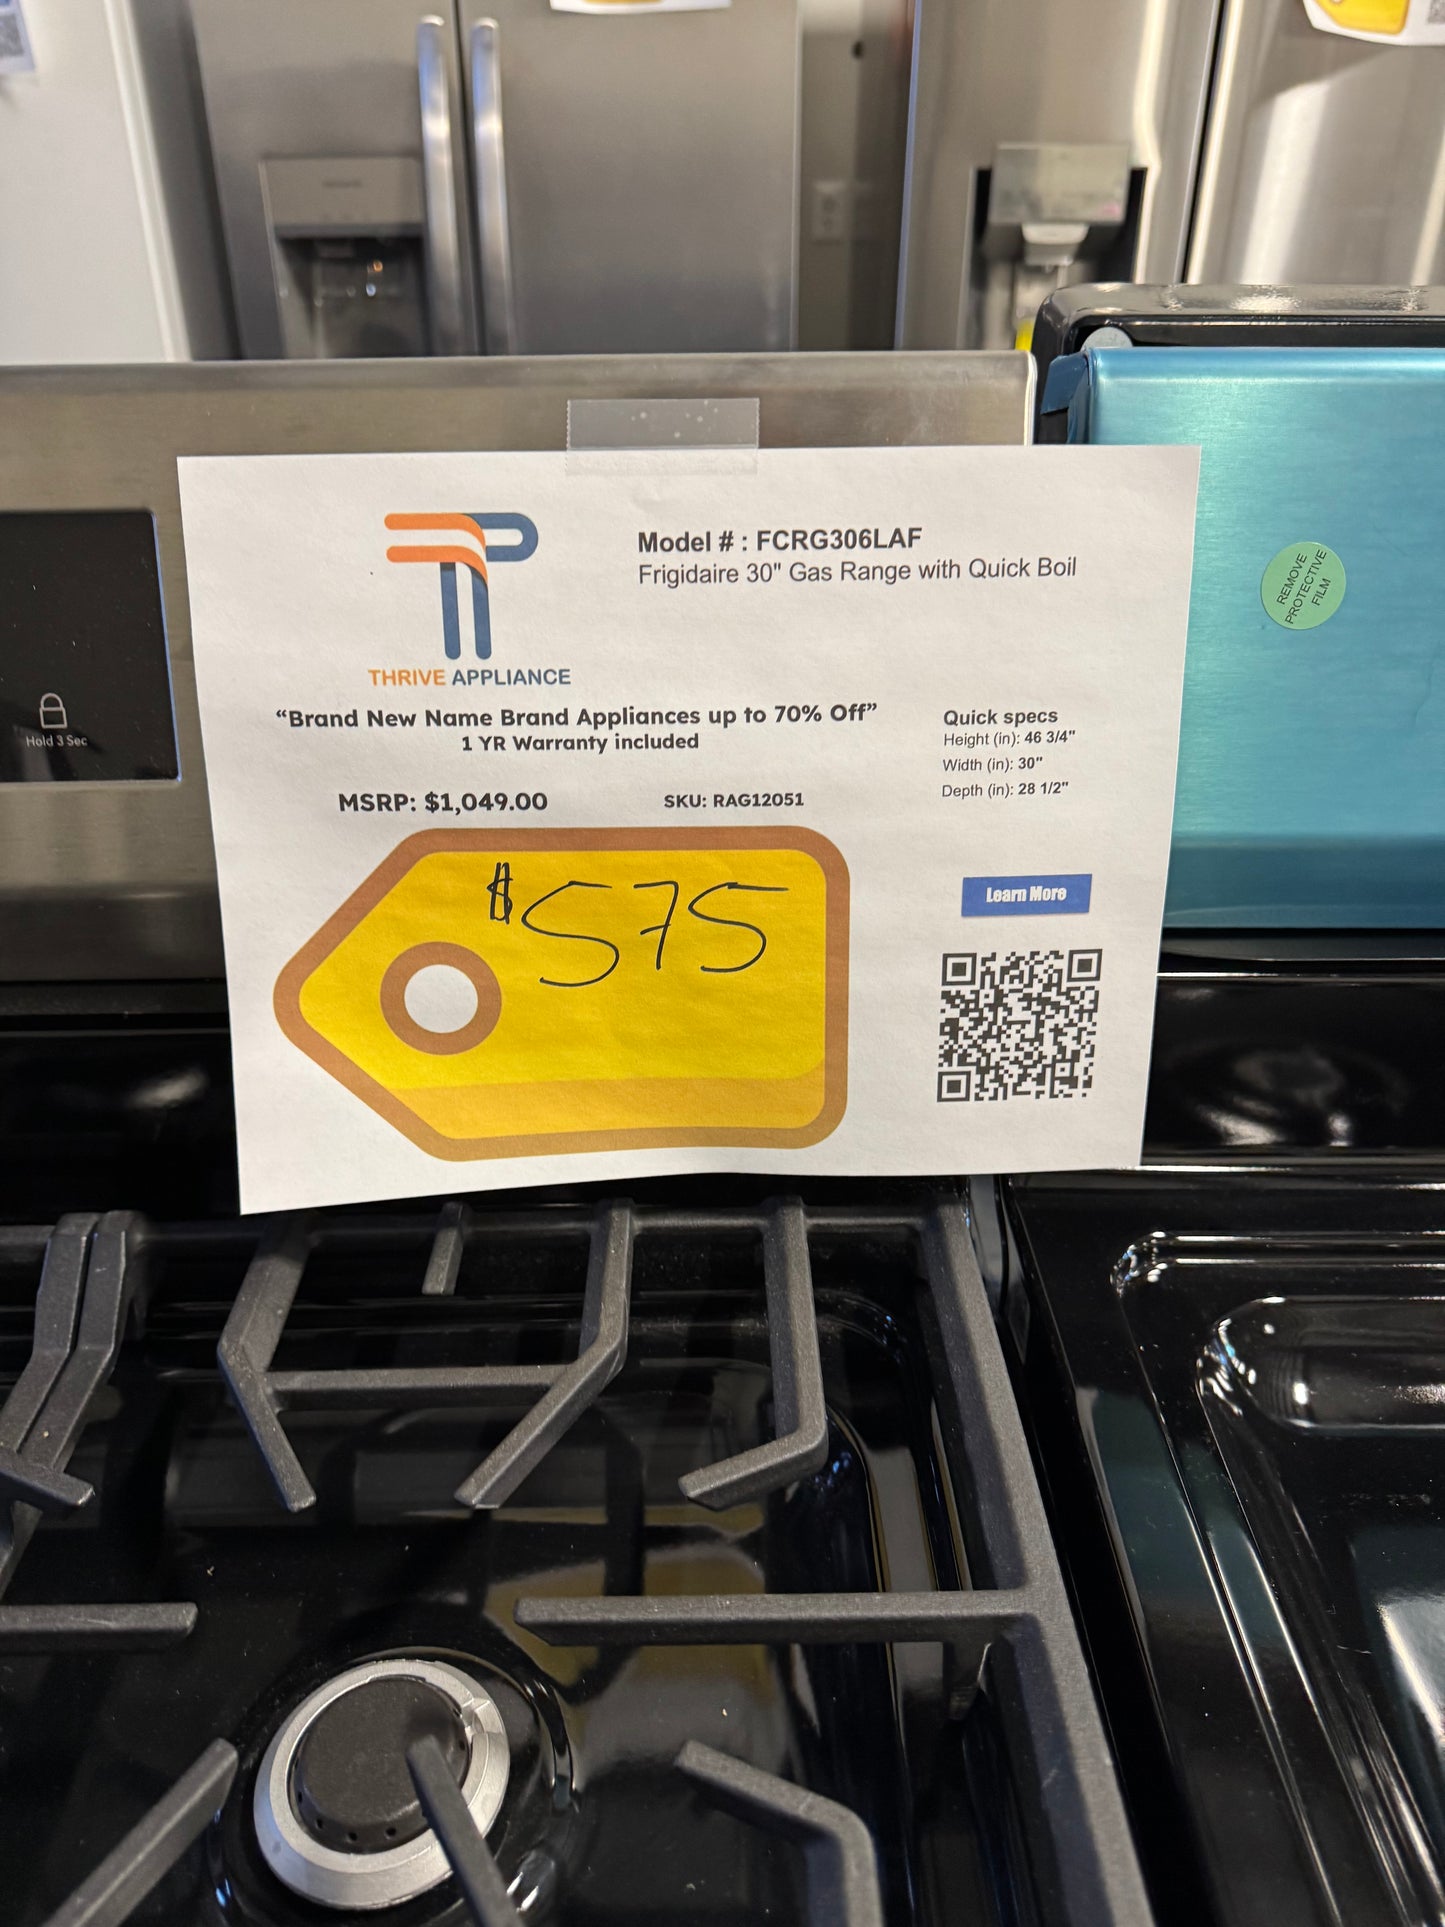 Model # : FCRG306LAF
Frigidaire 30" Gas Range with Quick Boil
THRIVE APPLIANCE
“Brand New Name Brand Appliances up to 70% Off”
1 YR Warranty included
MSRP: $1,049.00
SKU: RAG12051
$575
Quick specs
Height (in): 46 3/4"
Width (in): 30"
Depth (in): 28 1/2"
Learn More
Hold 3 Sec
REMOVE
PROTECTIVE
FILM